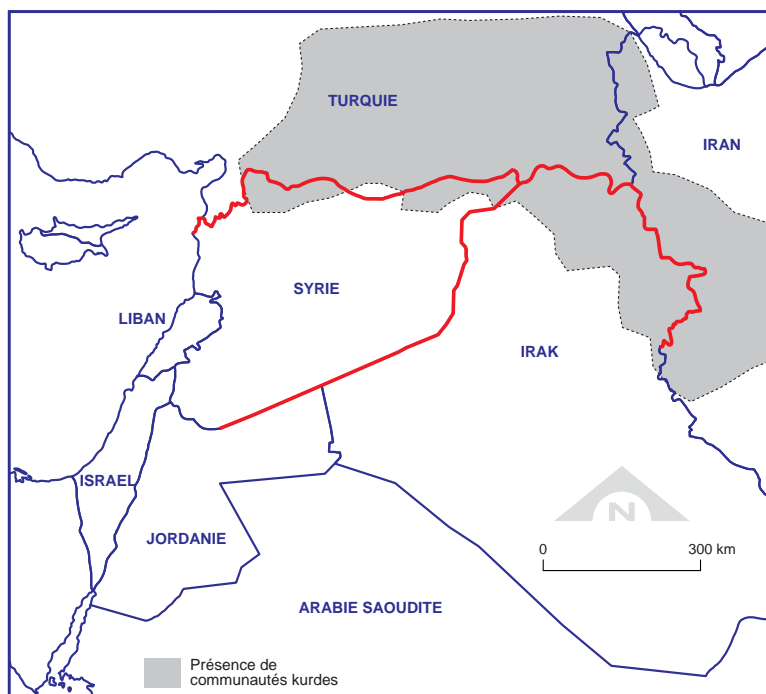 TURQUIE
IRAN
SYRIE
LIBAN
IRAK
ISRAEL
JORDANIE
N
0
300 km
ARABIE SAOUDITE
Présence de
communautés kurdes